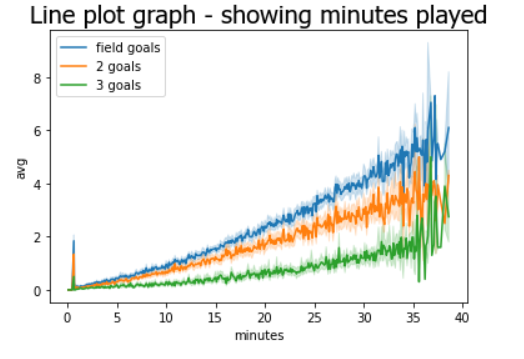 Line plot graph - showing minutes played
field goals
2 goals
3 goals
8
6
4
2
0
avg
0 5 10 15 20 25 30 35 40
minutes